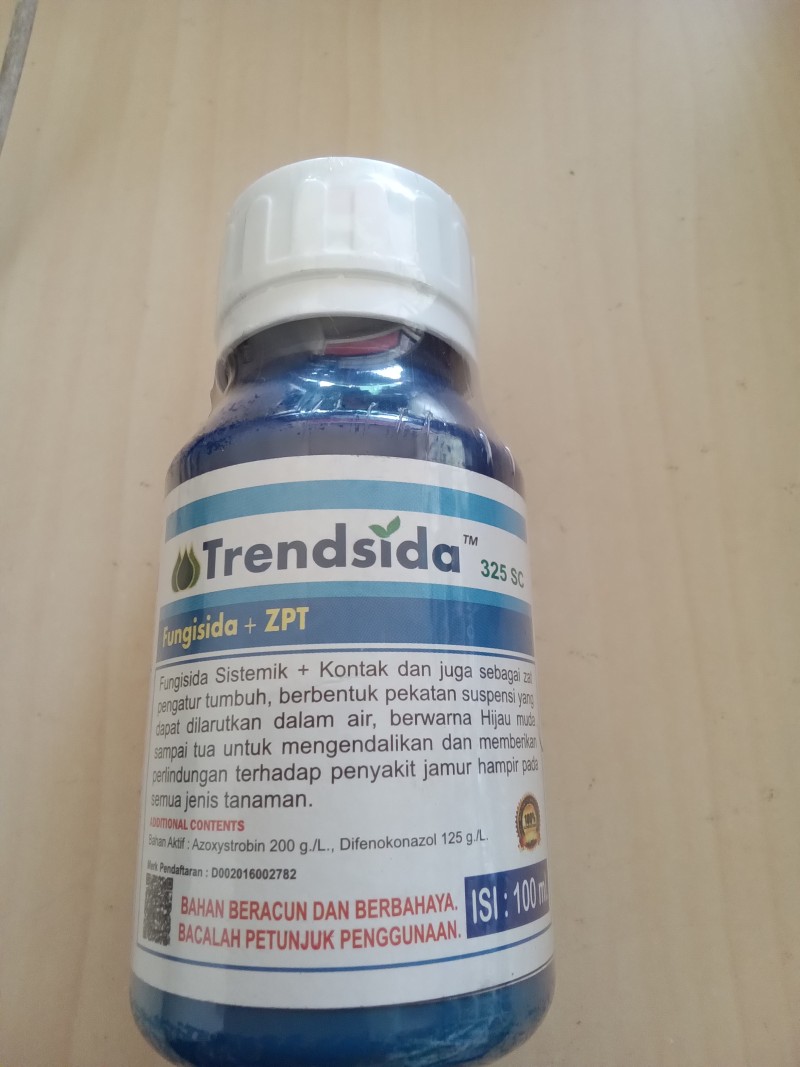 Trendsida™ 325 SC
Fungisida + ZPT
Fungisida Sistemik + Kontak dan juga sebagai zat
pengatur tumbuh, berbentuk pekatan suspensi yang
dapat dilarutkan dalam air, berwarna Hijau muda
sampai tua untuk mengendalikan dan memberikan
perlindungan terhadap penyakit jamur hampir pada
semua jenis tanaman.
ADDITIONAL CONTENTS
Bahan Aktif : Azoxystrobin 200 g./L., Difenokonazol 125 g./L.
Merk Pendaftaran : D002016002782
100%
BAHAN BERACUN DAN BERBAHAYA.
BACALAH PETUNJUK PENGGUNAAN.
ISI : 100 ml